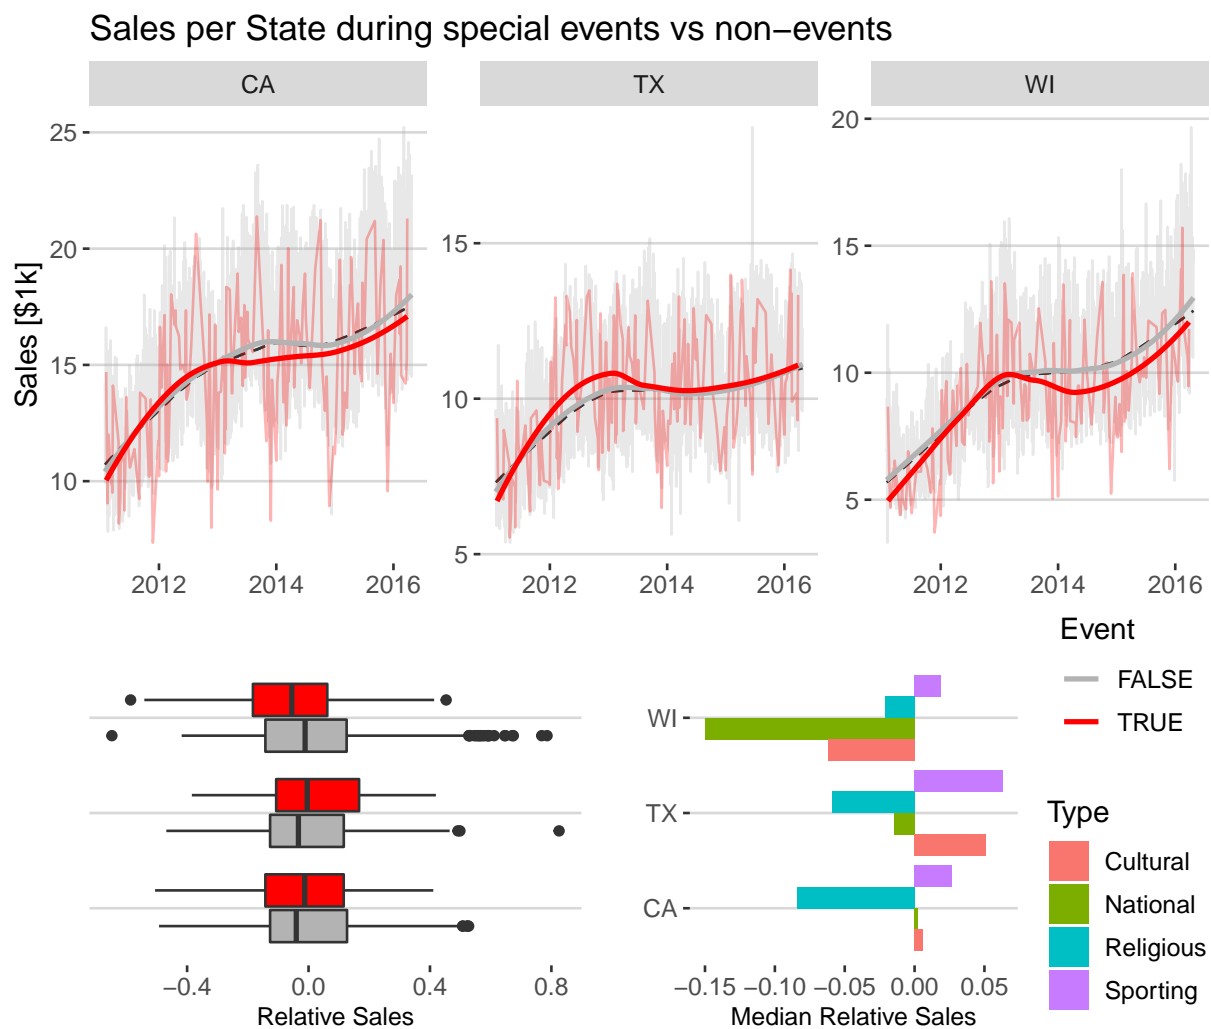 Sales per State during special events vs non−events
CA
TX
WI
Sales [$1k]
25
20
15
10
15
10
5
20
15
10
5
2012 2014 2016
2012 2014 2016
2012 2014 2016
Event
FALSE
TRUE
WI
TX
CA
−0.4 0.0 0.4 0.8
Relative Sales
−0.15 −0.10 −0.05 0.00 0.05
Median Relative Sales
Type
Cultural
National
Religious
Sporting